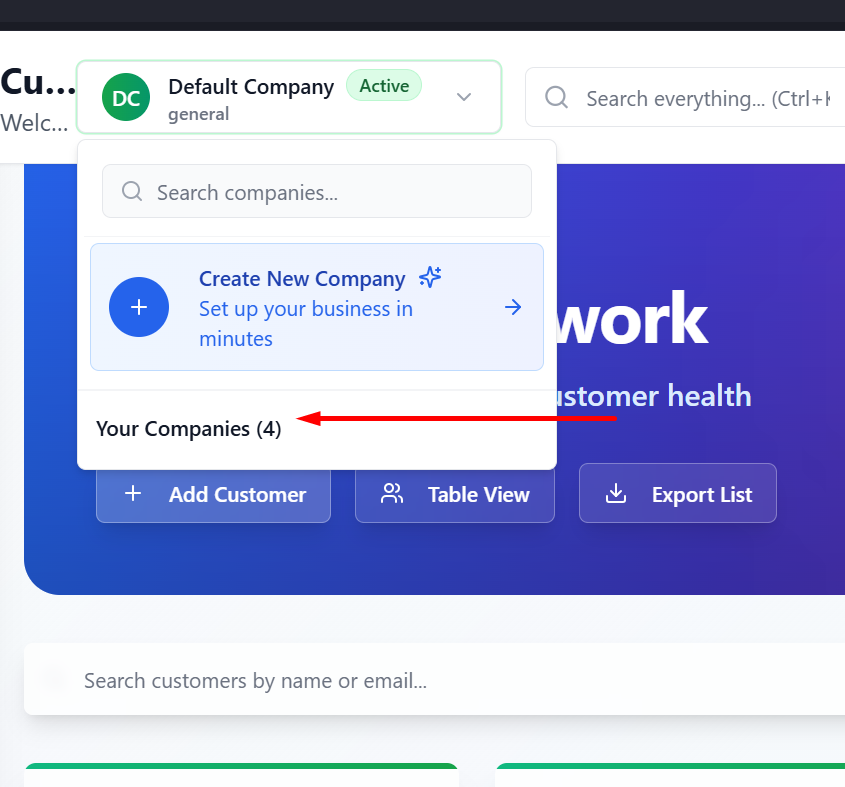 Cu...
Welc...
DC
Default Company
Active
general
Search everything... (Ctrl+K
Search companies...
Create New Company
Set up your business in
minutes
work
ustomer health
Your Companies (4)
Add Customer
Table View
Export List
Search customers by name or email...